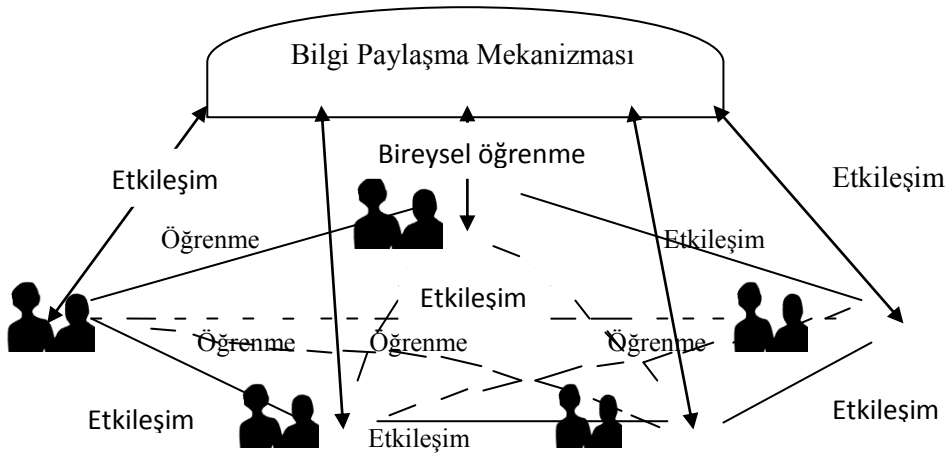 Bilgi Paylaşma Mekanizması
Bireysel öğrenme
Etkileşim
Etkileşim
Öğrenme
Etkileşim
Etkileşim
Öğrenme
Öğrenme
Öğrenme
Etkileşim
Etkileşim
Etkileşim